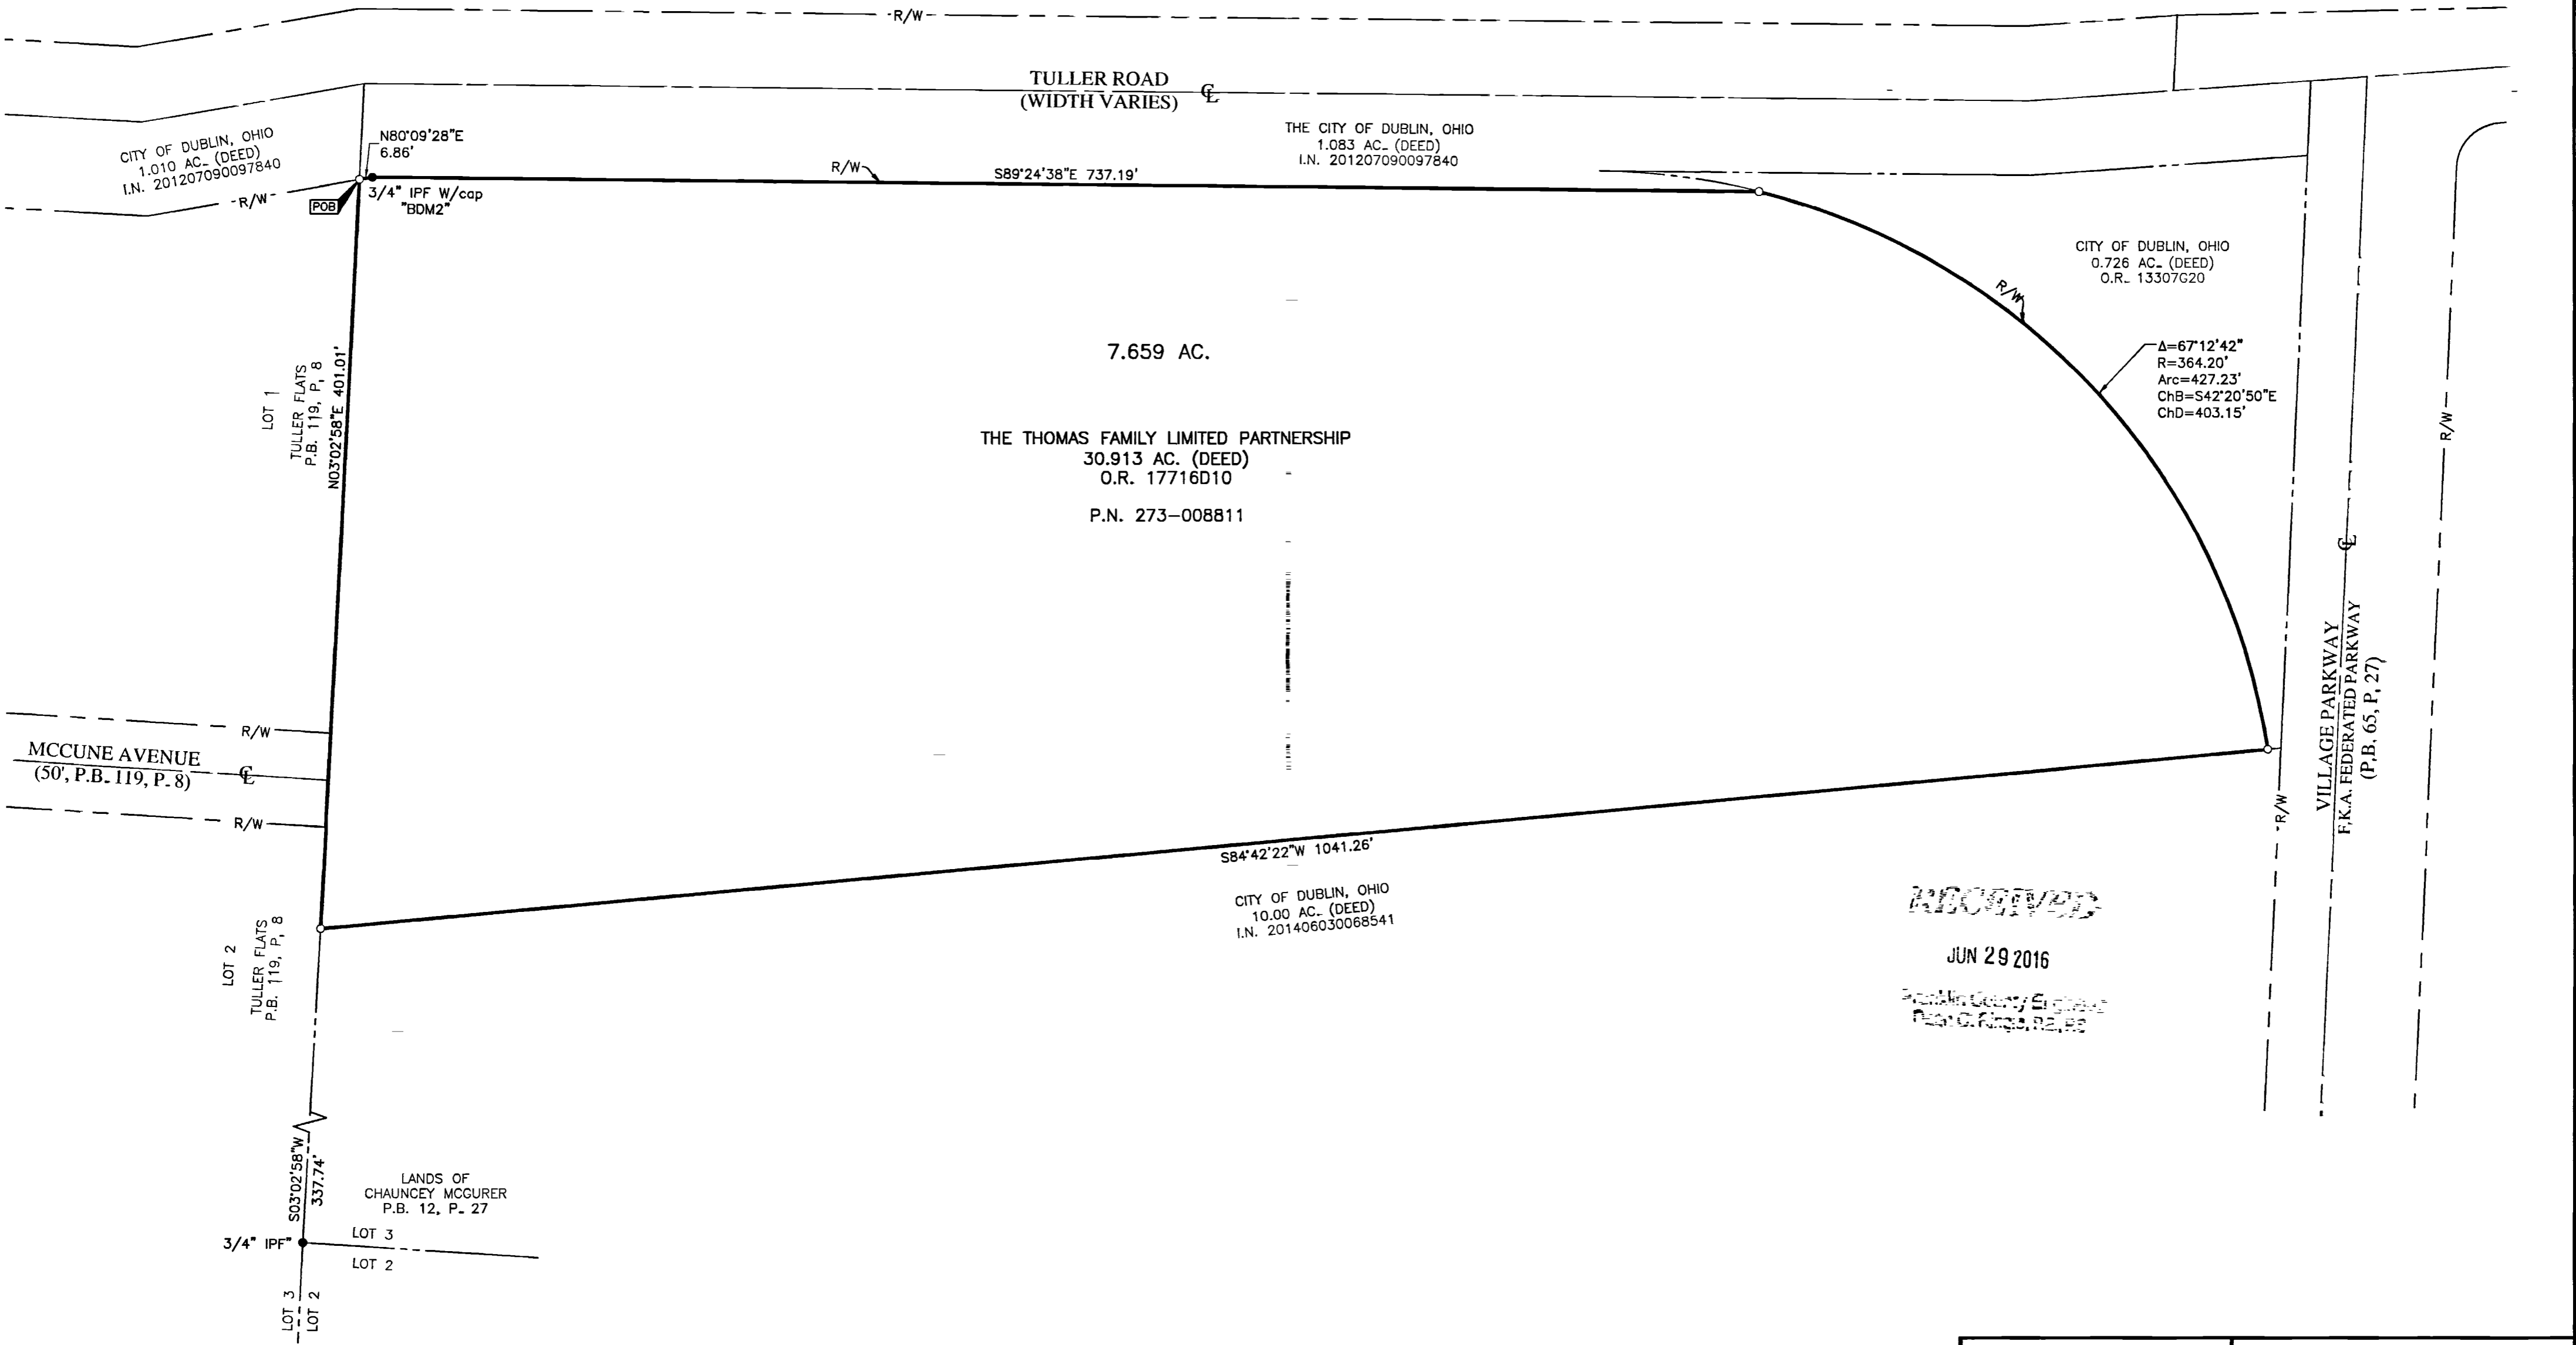 -R/W-
TULLER ROAD
(WIDTH VARIES)
℄
CITY OF DUBLIN, OHIO
1.010 AC. (DEED)
I.N. 201207090097840
-R/W-
N80°09'28"E
6.86'
POB
3/4" IPF W/cap
"BDM2"
R/W
S89°24'38"E 737.19'
THE CITY OF DUBLIN, OHIO
1.083 AC. (DEED)
I.N. 201207090097840
CITY OF DUBLIN, OHIO
0.726 AC. (DEED)
O.R. 13307G20
R/W
Δ=67°12'42"
R=364.20'
Arc=427.23'
ChB=S42°20'50"E
ChD=403.15'
R/W
7.659 AC.
THE THOMAS FAMILY LIMITED PARTNERSHIP
30.913 AC. (DEED)
O.R. 17716D10
P.N. 273-008811
LOT 1
TULLER FLATS
P.B. 119, P, 8
N03°02'58"E 401.01'
R/W
MCCUNE AVENUE
(50', P.B. 119, P. 8)
℄
R/W
℄
VILLAGE PARKWAY
F,K.A. FEDERATED PARKWAY
(P,B, 65, P, 27)
R/W
S84°42'22"W 1041.26'
CITY OF DUBLIN, OHIO
10.00 AC. (DEED)
I.N. 201406030068541
LOT 2
TULLER FLATS
P.B. 119, P, 8
RECEIVED
JUN 29 2016
Franklin County Engineer
S03°02'58"W
337.74'
LANDS OF
CHAUNCEY MCGURER
P.B. 12, P. 27
3/4" IPF"
LOT 3
LOT 2
LOT 3
LOT 2